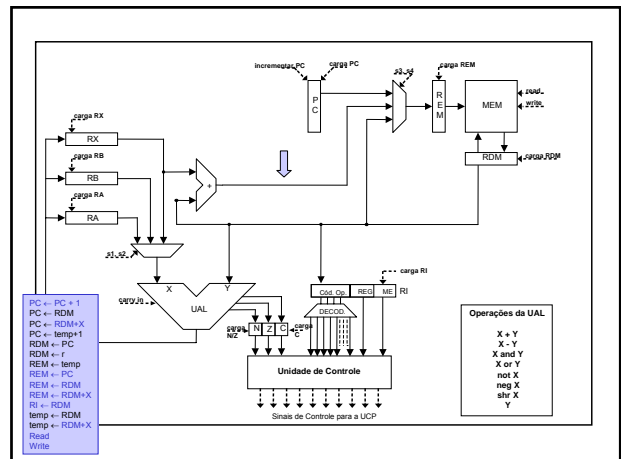 incrementar PC
carga PC
s3, s4
carga REM
P
C
R
E
M
MEM
read
write
RDM
carga RDM
carga RX
RX
carga RB
RB
carga RA
RA
+
s1, s2
X
Y
carry in
UAL
carga RI
Cód. Op.
REG
ME
RI
DECOD.
carga
N/Z
N
Z
C
carga
C
Unidade de Controle
Sinais de Controle para a UCP
PC ← PC + 1
PC ← RDM
PC ← RDM+X
PC ← temp+1
RDM ← PC
RDM ← r
REM ← temp
REM ← PC
REM ← RDM
REM ← RDM+X
RI ← RDM
temp ← RDM
temp ← RDM+X
Read
Write
Operações da UAL
X + Y
X - Y
X and Y
X or Y
not X
neg X
shr X
Y